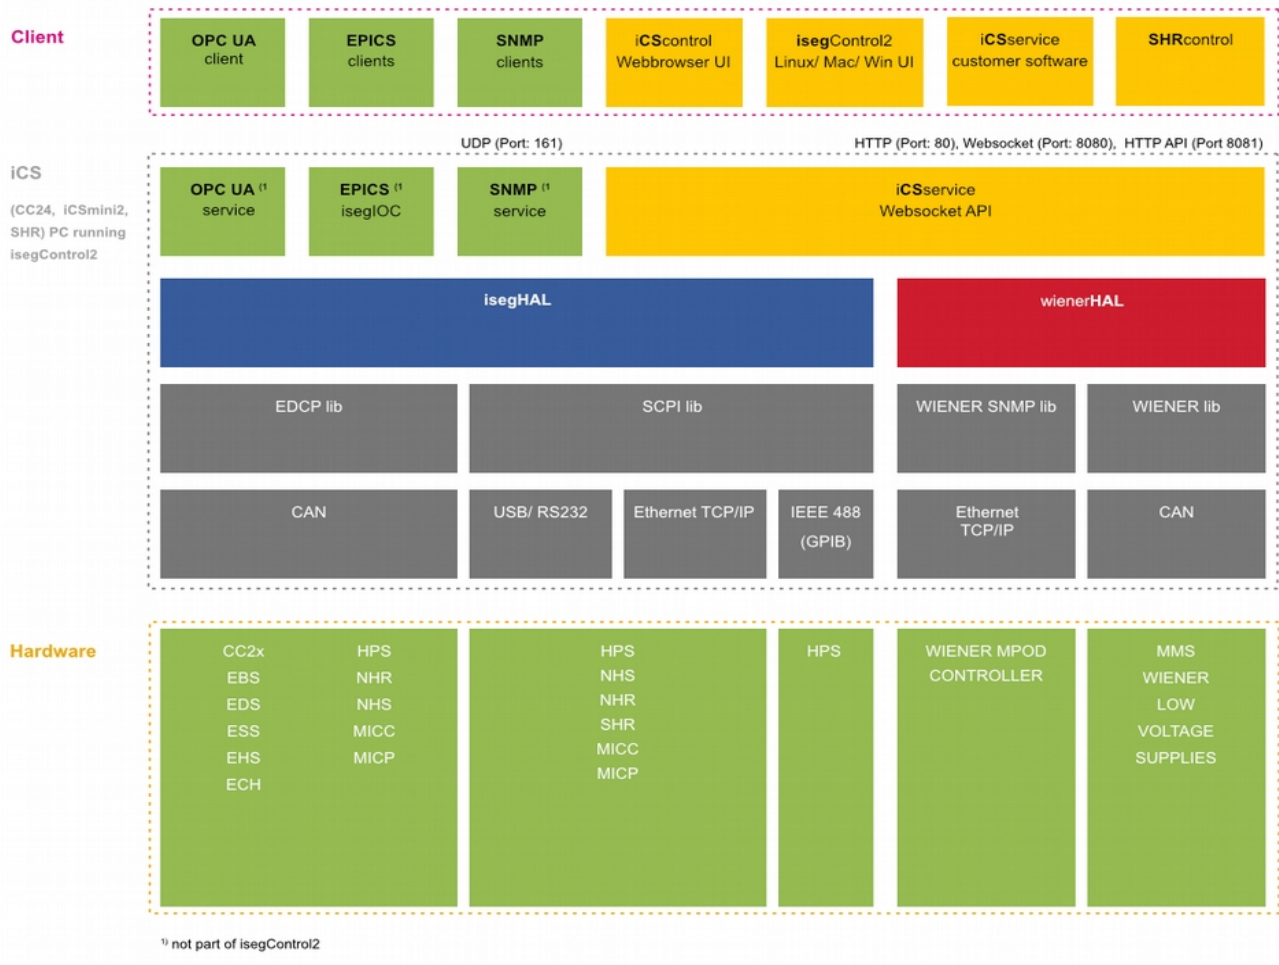 Client
OPC UA
client
EPICS
clients
SNMP
clients
iCScontrol
Webbrowser UI
isegControl2
Linux/ Mac/ Win UI
iCSservice
customer software
SHRcontrol
UDP (Port: 161)
HTTP (Port: 80), Websocket (Port: 8080), HTTP API (Port 8081)
iCS
(CC24, iCSmini2,
SHR) PC running
isegControl2
OPC UA (1
service
EPICS (1
isegIOC
SNMP (1
service
iCSservice
Websocket API
isegHAL
wienerHAL
EDCP lib
SCPI lib
WIENER SNMP lib
WIENER lib
CAN
USB/ RS232
Ethernet TCP/IP
IEEE 488
(GPIB)
Ethernet
TCP/IP
CAN
Hardware
CC2x
EBS
EDS
ESS
EHS
ECH
HPS
NHR
NHS
MICC
MICP
HPS
NHS
NHR
SHR
MICC
MICP
HPS
WIENER MPOD
CONTROLLER
MMS
WIENER
LOW
VOLTAGE
SUPPLIES
1) not part of isegControl2